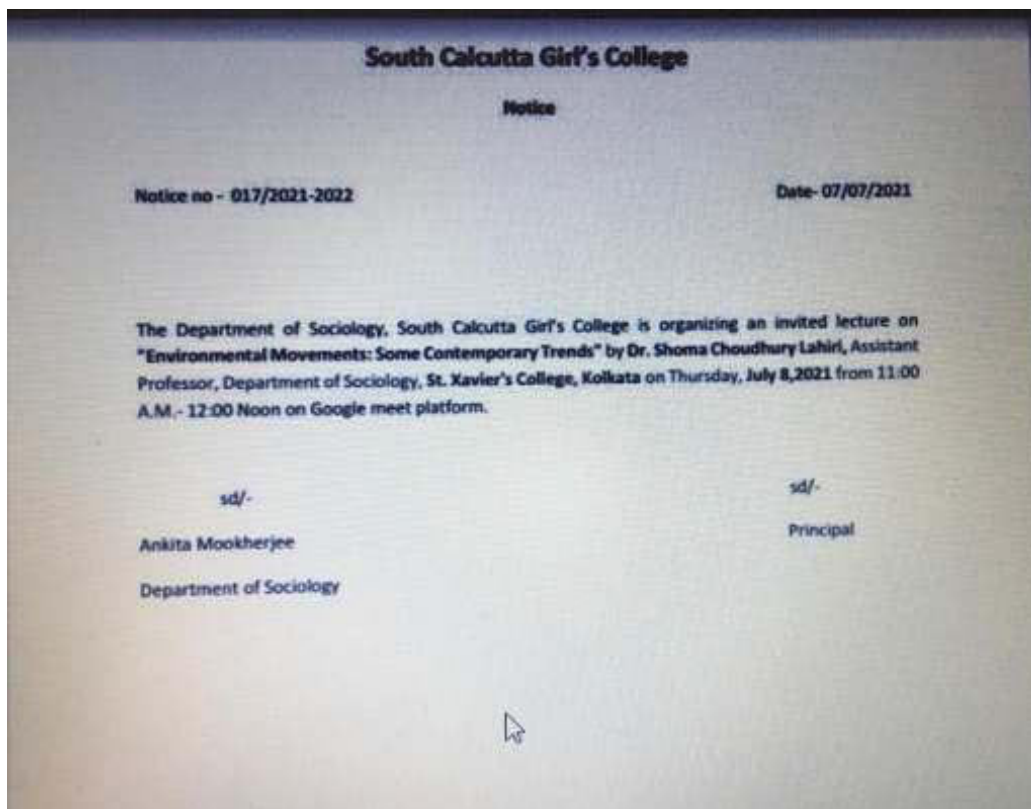 South Calcutta Girl's College
Notice
Notice no - 017/2021-2022
Date- 07/07/2021
The Department of Sociology, South Calcutta Girl's College is organizing an invited lecture on
"Environmental Movements: Some Contemporary Trends" by Dr. Shoma Choudhury Lahiri, Assistant
Professor, Department of Sociology, St. Xavier's College, Kolkata on Thursday, July 8,2021 from 11:00
A.M.- 12:00 Noon on Google meet platform.
sd/-
sd/-
Ankita Mookherjee
Principal
Department of Sociology